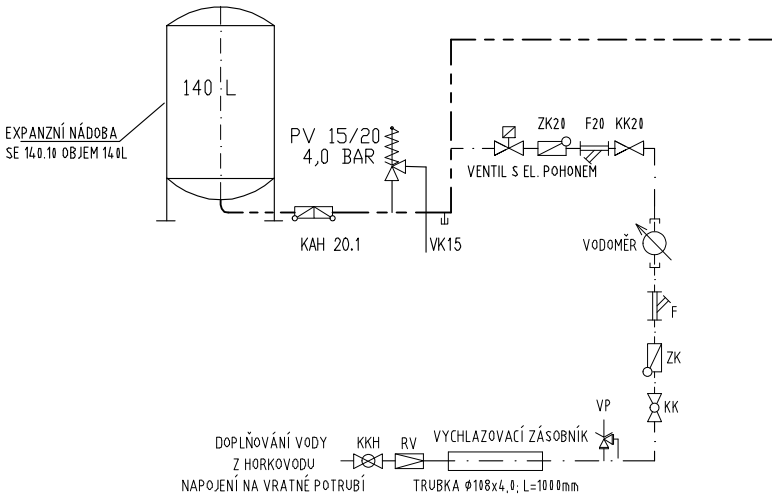 140 L
EXPANZNÍ NÁDOBA
SE 140.10 OBJEM 140L
PV 15/20
4,0 BAR
ZK20
F20
KK20
VENTIL S EL. POHONEM
KAH 20.1
VK15
VODOMĚR
F
ZK
KK
VP
DOPLŇOVÁNÍ VODY
Z HORKOVODU
NAPOJENÍ NA VRATNÉ POTRUBÍ
KKH
RV
VYCHLAZOVACÍ ZÁSOBNÍK
TRUBKA ϕ108x4,0; L=1000mm